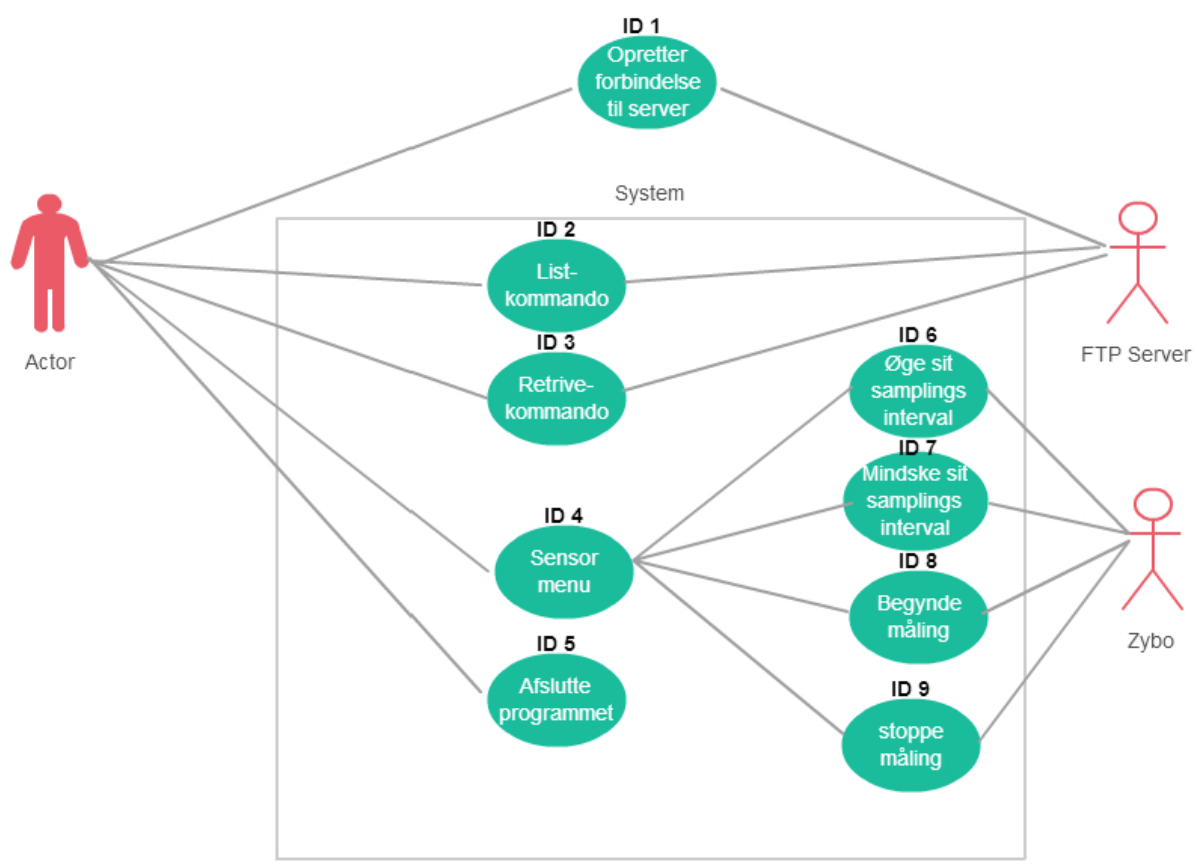 ID 1
Opretter
forbindelse
til server
System
ID 2
List-
kommando
ID 3
Retrive-
kommando
Actor
FTP Server
ID 6
Øge sit
samplings
interval
ID 7
Mindske sit
samplings
interval
ID 4
Sensor
menu
ID 8
Begynde
måling
Zybo
ID 5
Afslutte
programmet
ID 9
stoppe
måling